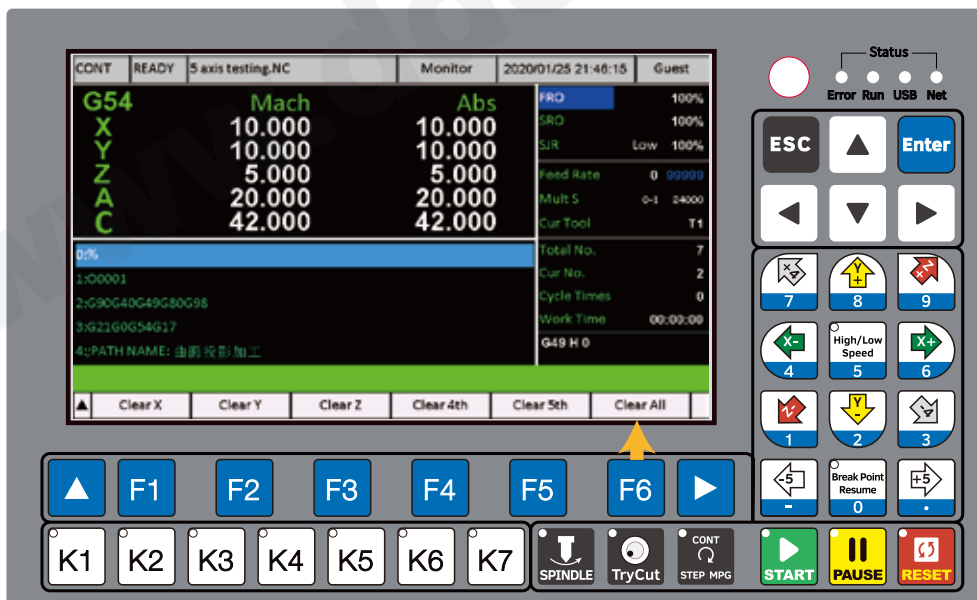 Status
Error Run USB Net
CONT READY 5 axis testing.NC Monitor 2020/01/25 21:46:15 Guest
G54 Mach Abs
X 10.000 10.000
Y 10.000 10.000
Z 5.000 5.000
A 20.000 20.000
C 42.000 42.000
FRO 100%
SRO 100%
SJR Low 100%
Feed Rate 0 99999
Mult S 0-1 24000
Cur Tool T1
Total No. 7
Cur No. 2
Cycle Times 0
Work Time 00:00:00
G49 H 0
0:%
1:O0001
2:G90G40G49G80G98
3:G21G0G54G17
4:;PATH NAME: 曲面投影加工
Clear X Clear Y Clear Z Clear 4th Clear 5th Clear All
ESC Enter
7 Y+ 8 Z+ 9
X- 4 High/Low Speed 5 X+ 6
Z- 1 Y- 2 3
-5 - Break Point Resume 0 +5 .
F1 F2 F3 F4 F5 F6
K1 K2 K3 K4 K5 K6 K7
SPINDLE TryCut CONT STEP MPG START PAUSE RESET